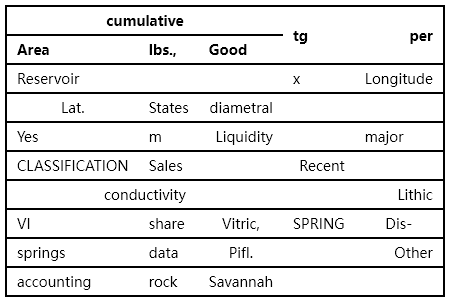 cumulative tg per
Area lbs., Good
Reservoir x Longitude
Lat. States diametral
Yes m Liquidity major
CLASSIFICATION Sales Recent
conductivity Lithic
VI share Vitric, SPRING Dis-
springs data Pifl. Other
accounting rock Savannah